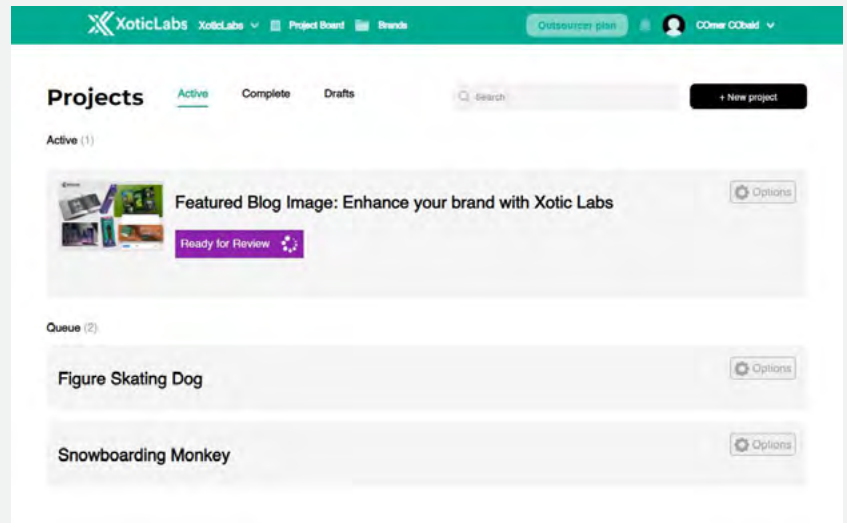 XoticLabs XoticLabs Project Board Brands Outsourcer plan COmer CObaid
Projects Active Complete Drafts Search + New project
Active (1)
Featured Blog Image: Enhance your brand with Xotic Labs
Options
Ready for Review
Queue (2)
Figure Skating Dog
Options
Snowboarding Monkey
Options